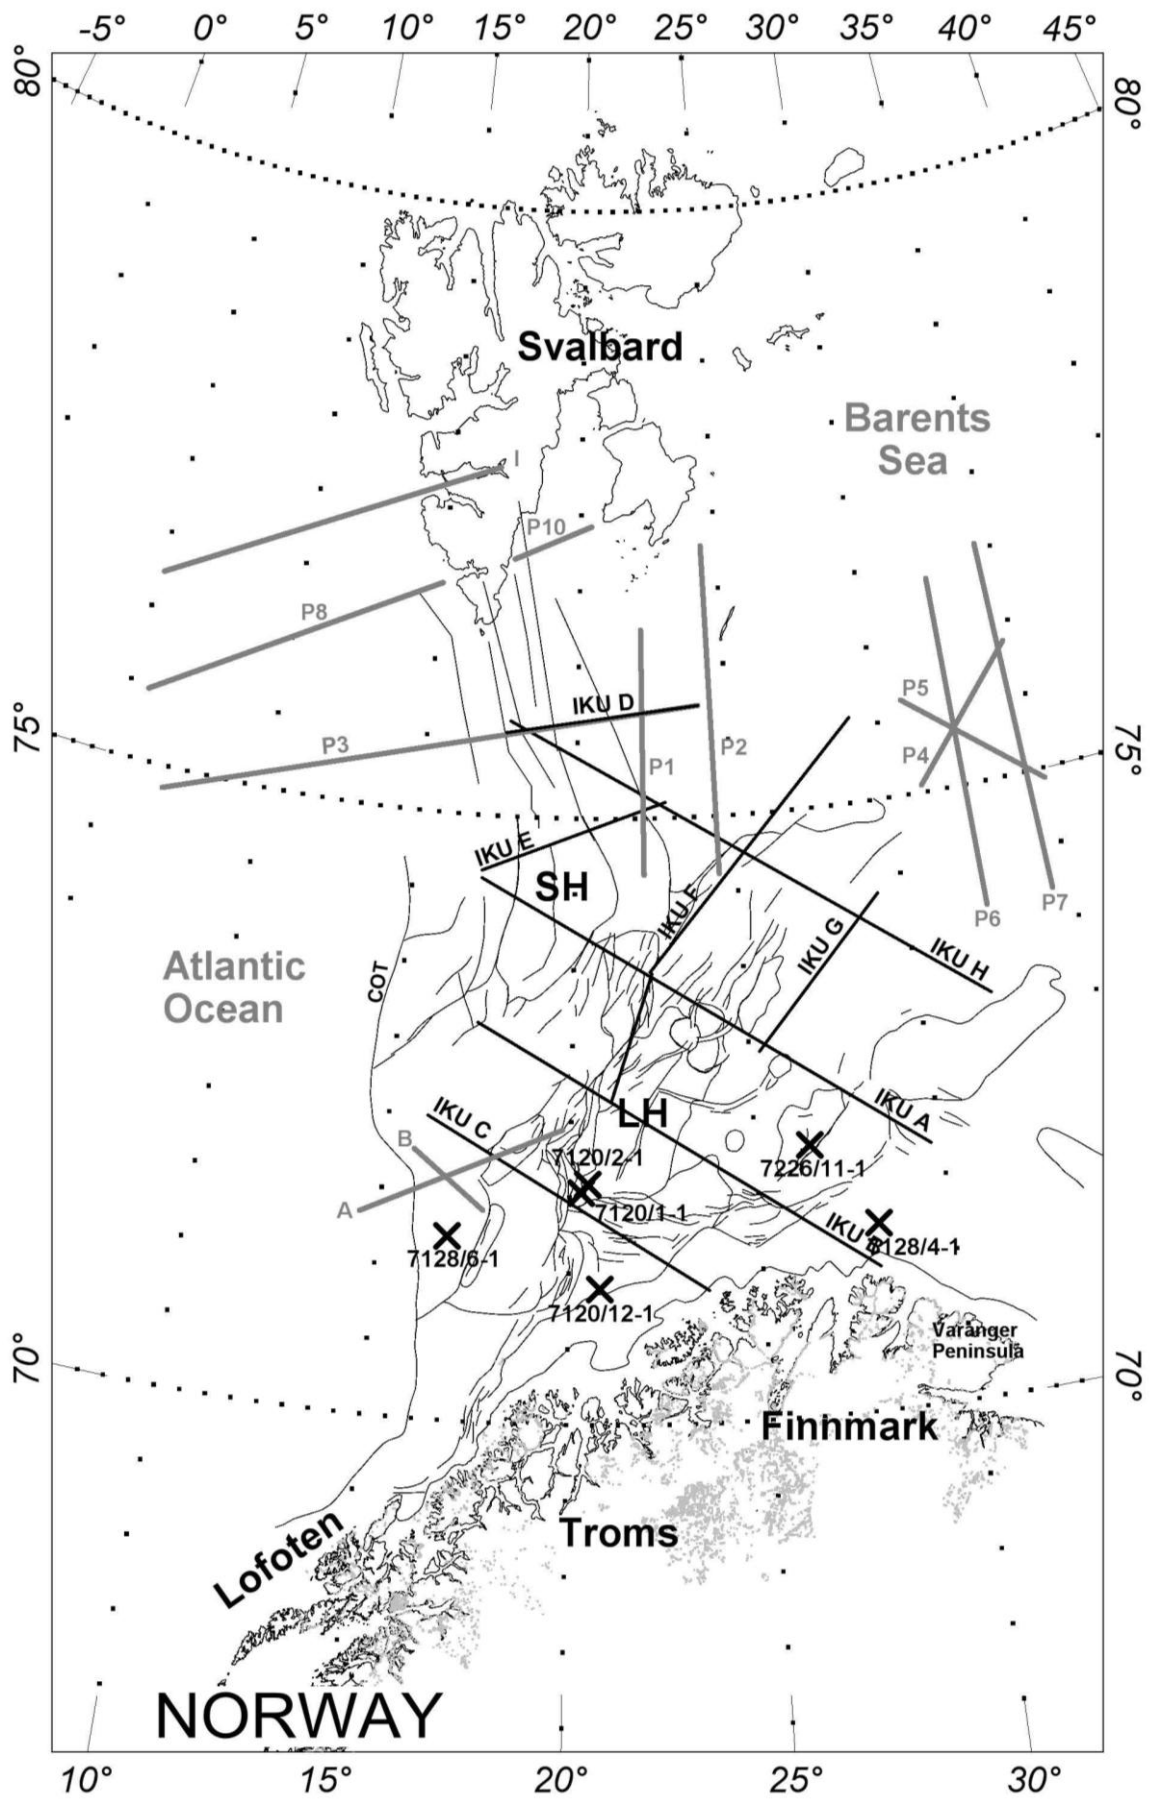 -5° 0° 5° 10° 15° 20° 25° 30° 35° 40° 45°
80°
80°
Svalbard
Barents
Sea
I
P10
P8
P5
IKU D
P3
P1
P2
P4
75°
75°
IKU E
SH
IKU F
P7
P6
IKU G
IKU H
Atlantic
Ocean
COT
IKU C
LH
IKU A
B
7120/2-1
7226/11-1
A
7120/1-1
IKU B
7128/4-1
7128/6-1
7120/12-1
Varanger
Peninsula
70°
70°
Finnmark
Troms
Lofoten
NORWAY
10° 15° 20° 25° 30°